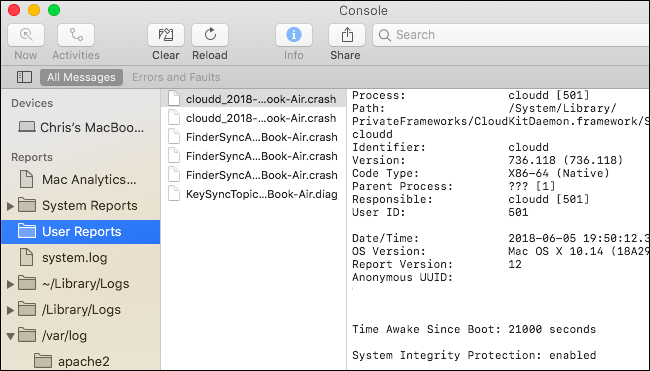 Console
Now
Activities
Clear
Reload
Info
Share
Search
All Messages
Errors and Faults
Devices
Chris's MacBoo...
Reports
Mac Analytics...
System Reports
User Reports
system.log
~/Library/Logs
/Library/Logs
/var/log
apache2
cloudd_2018-...ook-Air.crash
cloudd_2018-...ook-Air.crash
FinderSyncA...Book-Air.crash
FinderSyncA...Book-Air.crash
FinderSyncA...Book-Air.crash
KeySyncTopic...Book-Air.diag
Process: cloudd [501]
Path: /System/Library/
PrivateFrameworks/CloudKitDaemon.framework/S
cloudd
Identifier: cloudd
Version: 736.118 (736.118)
Code Type: X86-64 (Native)
Parent Process: ??? [1]
Responsible: cloudd [501]
User ID: 501
Date/Time: 2018-06-05 19:50:12.3
OS Version: Mac OS X 10.14 (18A29
Report Version: 12
Anonymous UUID:
Time Awake Since Boot: 21000 seconds
System Integrity Protection: enabled